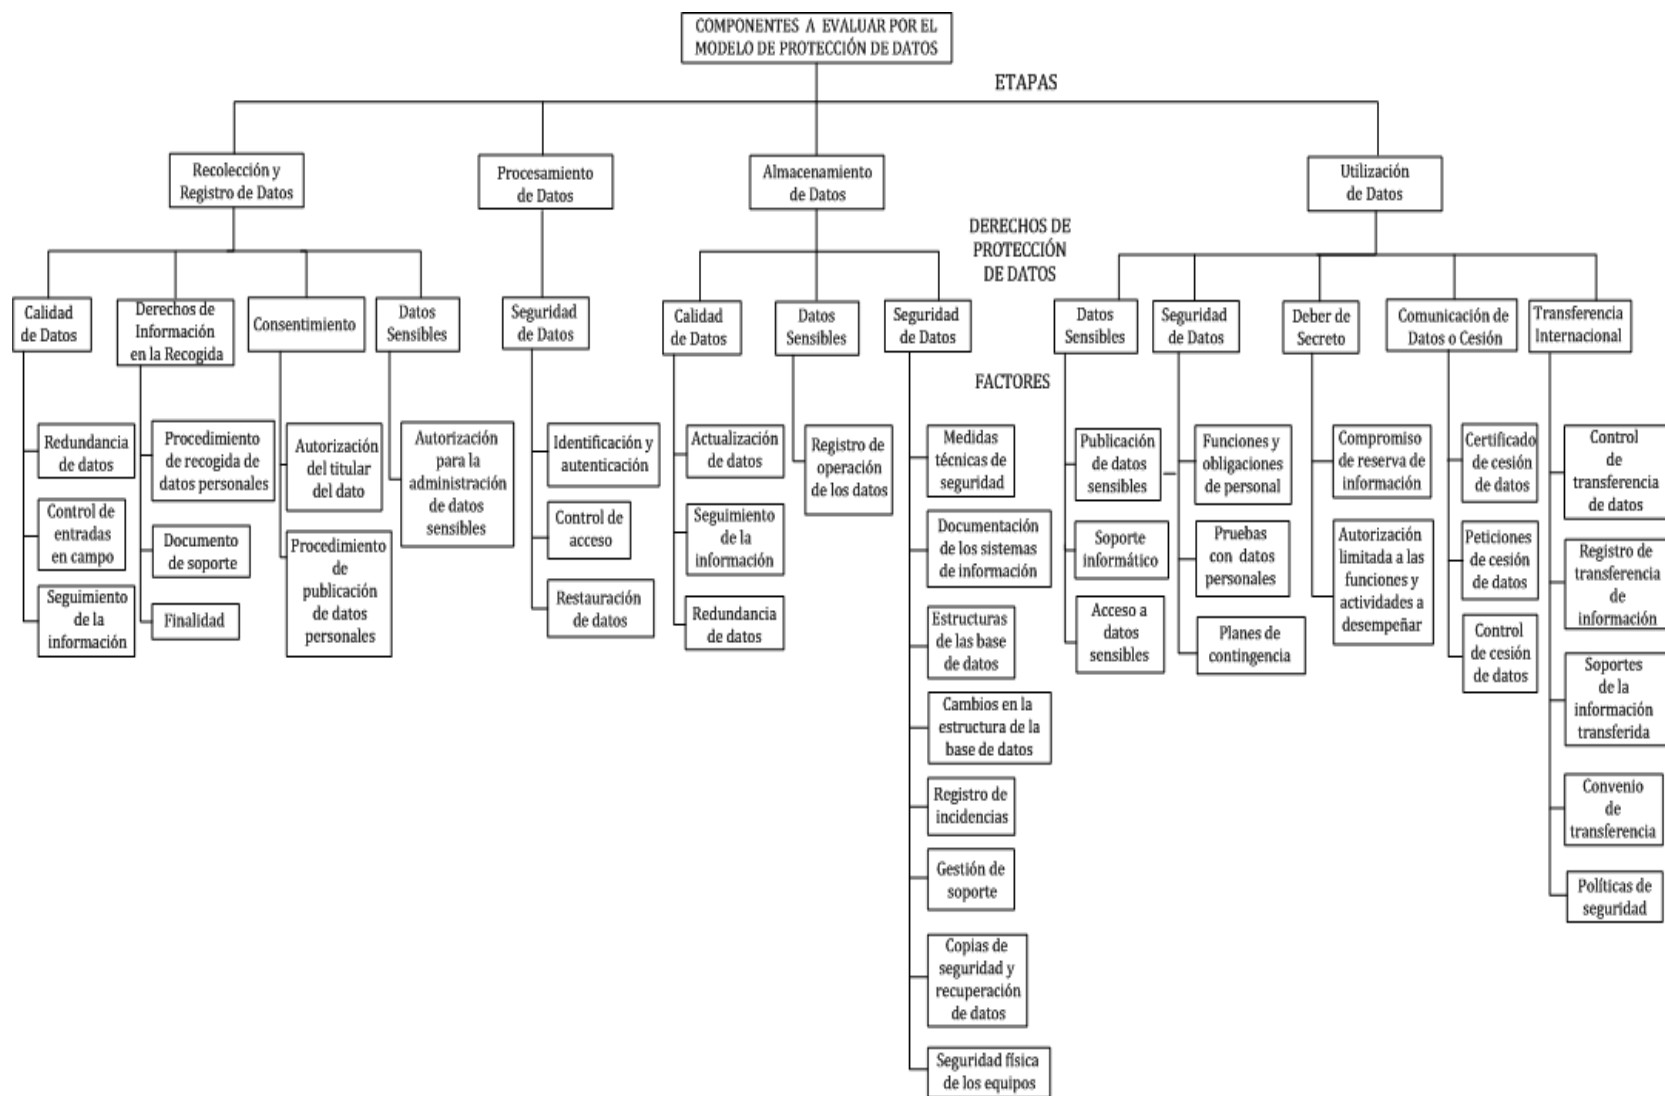 COMPONENTES A EVALUAR POR EL
MODELO DE PROTECCIÓN DE DATOS
ETAPAS
Recolección y
Registro de Datos
Procesamiento
de Datos
Almacenamiento
de Datos
Utilización
de Datos
DERECHOS DE
PROTECCIÓN
DE DATOS
Calidad
de Datos
Derechos de
Información
en la Recogida
Consentimiento
Datos
Sensibles
Seguridad
de Datos
Calidad
de Datos
Datos
Sensibles
Seguridad
de Datos
Datos
Sensibles
Seguridad
de Datos
Deber de
Secreto
Comunicación de
Datos o Cesión
Transferencia
Internacional
FACTORES
Redundancia
de datos
Control de
entradas
en campo
Seguimiento
de la
información
Procedimiento
de recogida de
datos personales
Documento
de soporte
Finalidad
Autorización
del titular
del dato
Procedimiento
de
publicación
de datos
personales
Autorización
para la
administración
de datos
sensibles
Identificación y
autenticación
Control de
acceso
Restauración
de datos
Actualización
de datos
Seguimiento
de la
información
Redundancia
de datos
Registro de
operación
de los datos
Medidas
técnicas de
seguridad
Documentación
de los sistemas
de información
Estructuras
de las base
de datos
Cambios en la
estructura de la
base de datos
Registro de
incidencias
Gestión de
soporte
Copias de
seguridad y
recuperación
de datos
Seguridad física
de los equipos
Publicación
de datos
sensibles
Soporte
informático
Acceso a
datos
sensibles
Funciones y
obligaciones
de personal
Pruebas
con datos
personales
Planes de
contingencia
Compromiso
de reserva de
información
Autorización
limitada a las
funciones y
actividades a
desempeñar
Certificado
de cesión
de datos
Peticiones
de cesión
de datos
Control
de cesión
de datos
Control
de
transferencia
de datos
Registro de
transferencia
de
información
Soportes
de la
información
transferida
Convenio
de
transferencia
Políticas de
seguridad